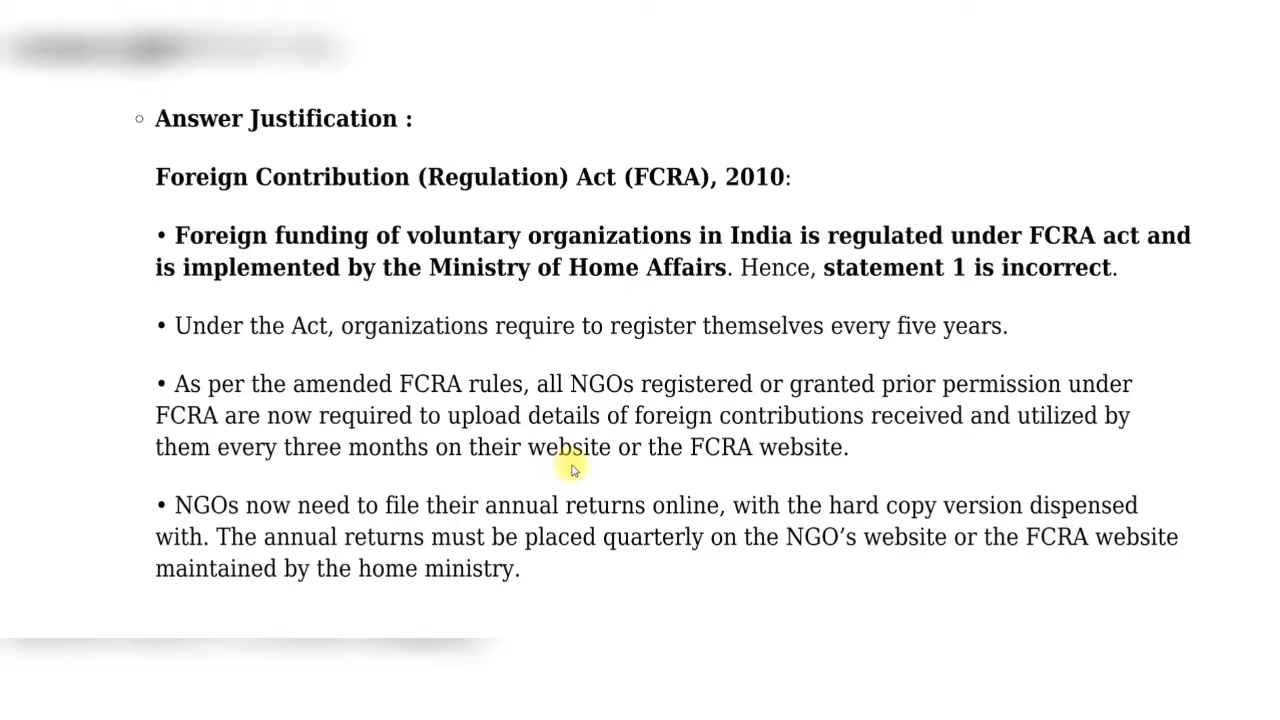 Answer Justification :
Foreign Contribution (Regulation) Act (FCRA), 2010:
• Foreign funding of voluntary organizations in India is regulated under FCRA act and
is implemented by the Ministry of Home Affairs. Hence, statement 1 is incorrect.
• Under the Act, organizations require to register themselves every five years.
• As per the amended FCRA rules, all NGOs registered or granted prior permission under
FCRA are now required to upload details of foreign contributions received and utilized by
them every three months on their website or the FCRA website.
• NGOs now need to file their annual returns online, with the hard copy version dispensed
with. The annual returns must be placed quarterly on the NGO’s website or the FCRA website
maintained by the home ministry.